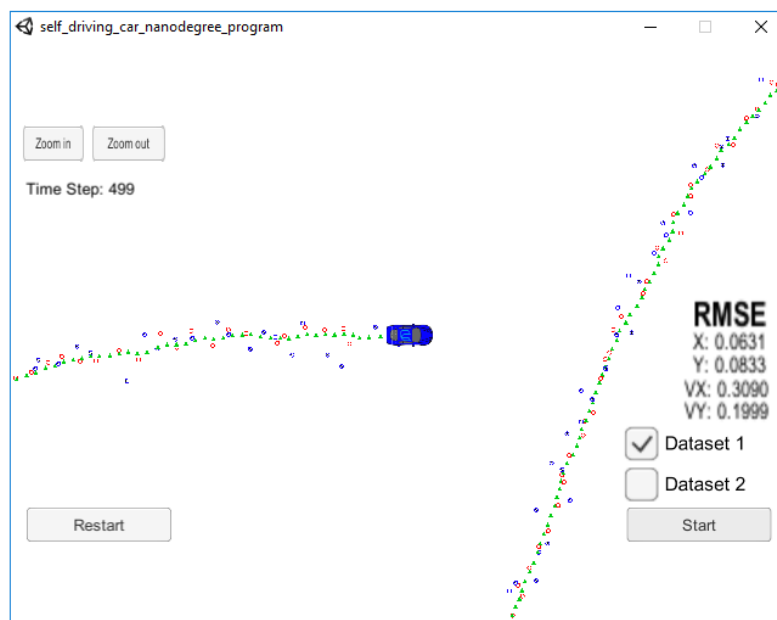 self_driving_car_nanodegree_program
Zoom in
Zoom out
Time Step: 499
RMSE
X: 0.0631
Y: 0.0833
VX: 0.3090
VY: 0.1999
Dataset 1
Dataset 2
Restart
Start